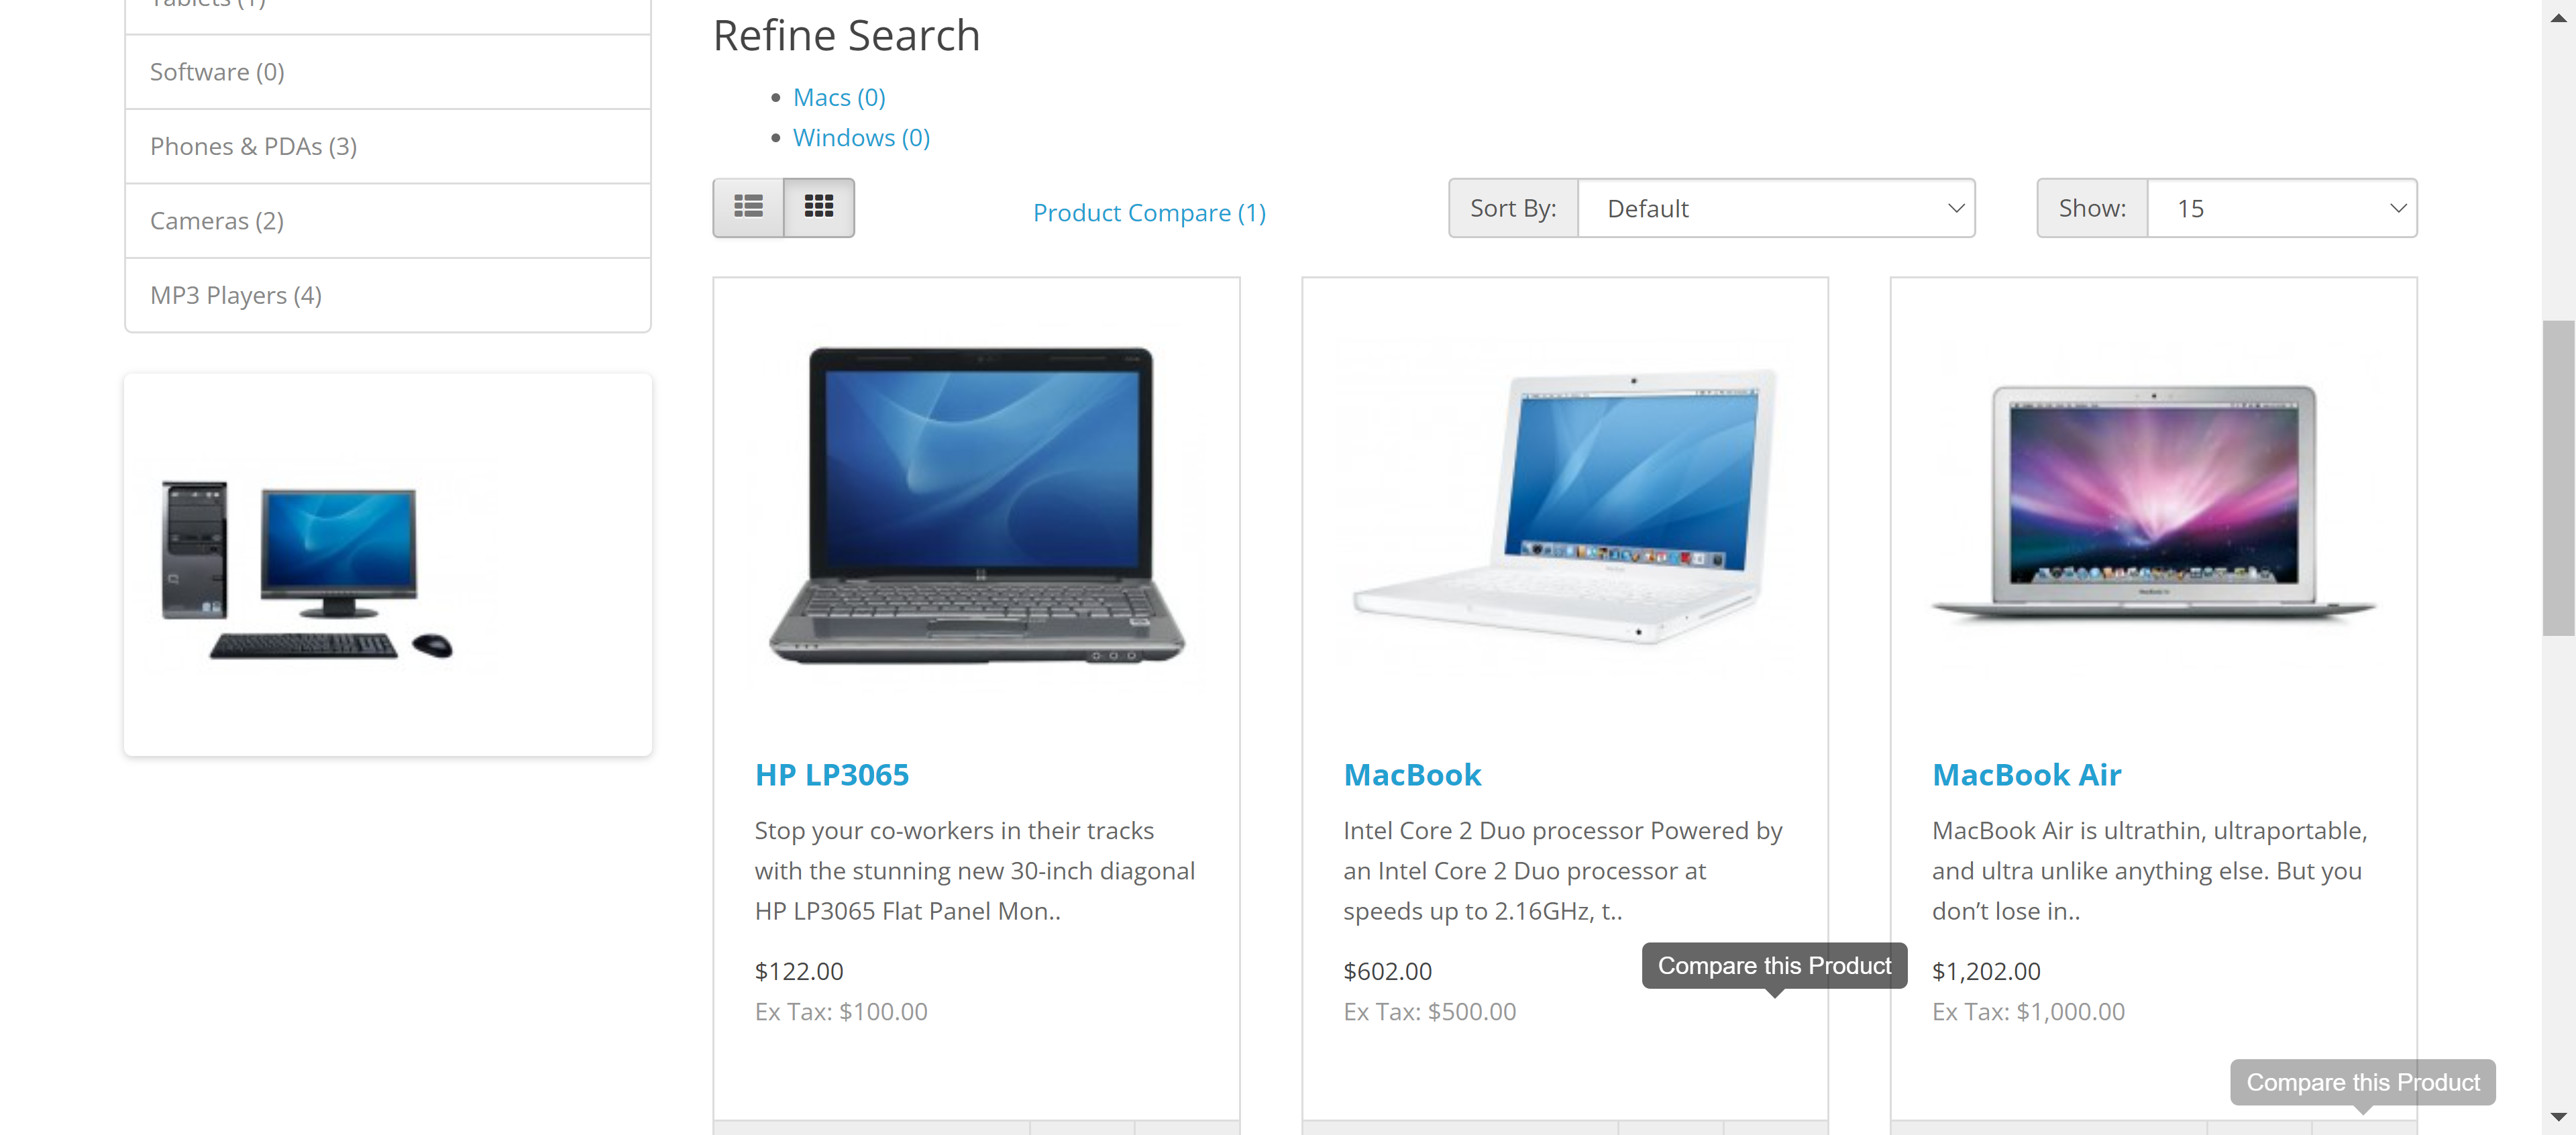 Tablets (1)
Software (0)
Phones & PDAs (3)
Cameras (2)
MP3 Players (4)
Refine Search
Macs (0)
Windows (0)
Product Compare (1)
Sort By:
Default
Show:
15
HP LP3065
Stop your co-workers in their tracks
with the stunning new 30-inch diagonal
HP LP3065 Flat Panel Mon..
$122.00
Ex Tax: $100.00
MacBook
Intel Core 2 Duo processor Powered by
an Intel Core 2 Duo processor at
speeds up to 2.16GHz, t..
$602.00
Ex Tax: $500.00
Compare this Product
MacBook Air
MacBook Air is ultrathin, ultraportable,
and ultra unlike anything else. But you
don’t lose in..
$1,202.00
Ex Tax: $1,000.00
Compare this Product